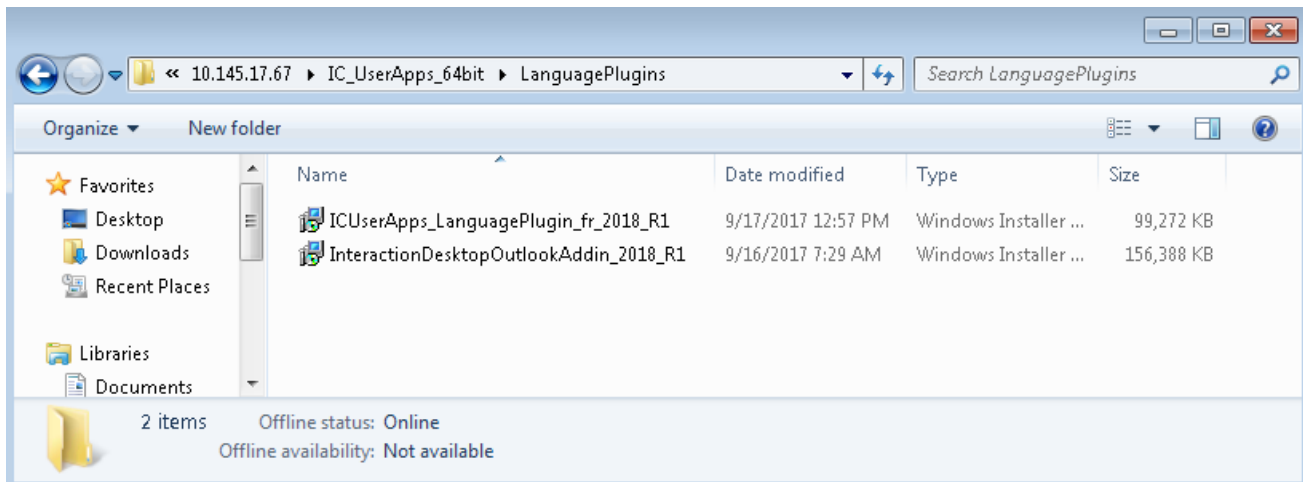 « 10.145.17.67 ▸ IC_UserApps_64bit ▸ LanguagePlugins Search LanguagePlugins
Organize New folder
Name Date modified Type Size
Favorites
Desktop ICUserApps_LanguagePlugin_fr_2018_R1 9/17/2017 12:57 PM Windows Installer ... 99,272 KB
Downloads InteractionDesktopOutlookAddin_2018_R1 9/16/2017 7:29 AM Windows Installer ... 156,388 KB
Recent Places
Libraries
Documents
2 items Offline status: Online
Offline availability: Not available